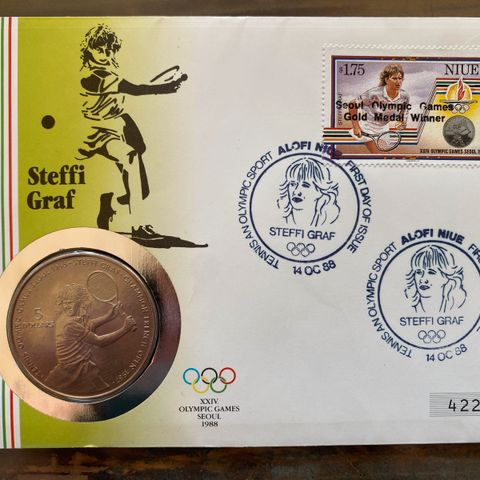 $1.75
NIUE
Seoul Olympic Games
Gold Medal Winner
XXIV OLYMPIC GAMES, SEOUL
Steffi
Graf
TENNIS AN OLYMPIC SPORT ALOFI NIUE FIRST DAY OF ISSUE
STEFFI GRAF
14 OC 88
TENNIS AN OLYMPIC SPORT ALOFI NIUE FIR
STEFFI GRAF
14 OC 88
5
DOLLARS
XXIV.
OLYMPIC GAMES
SEOUL
1988
422